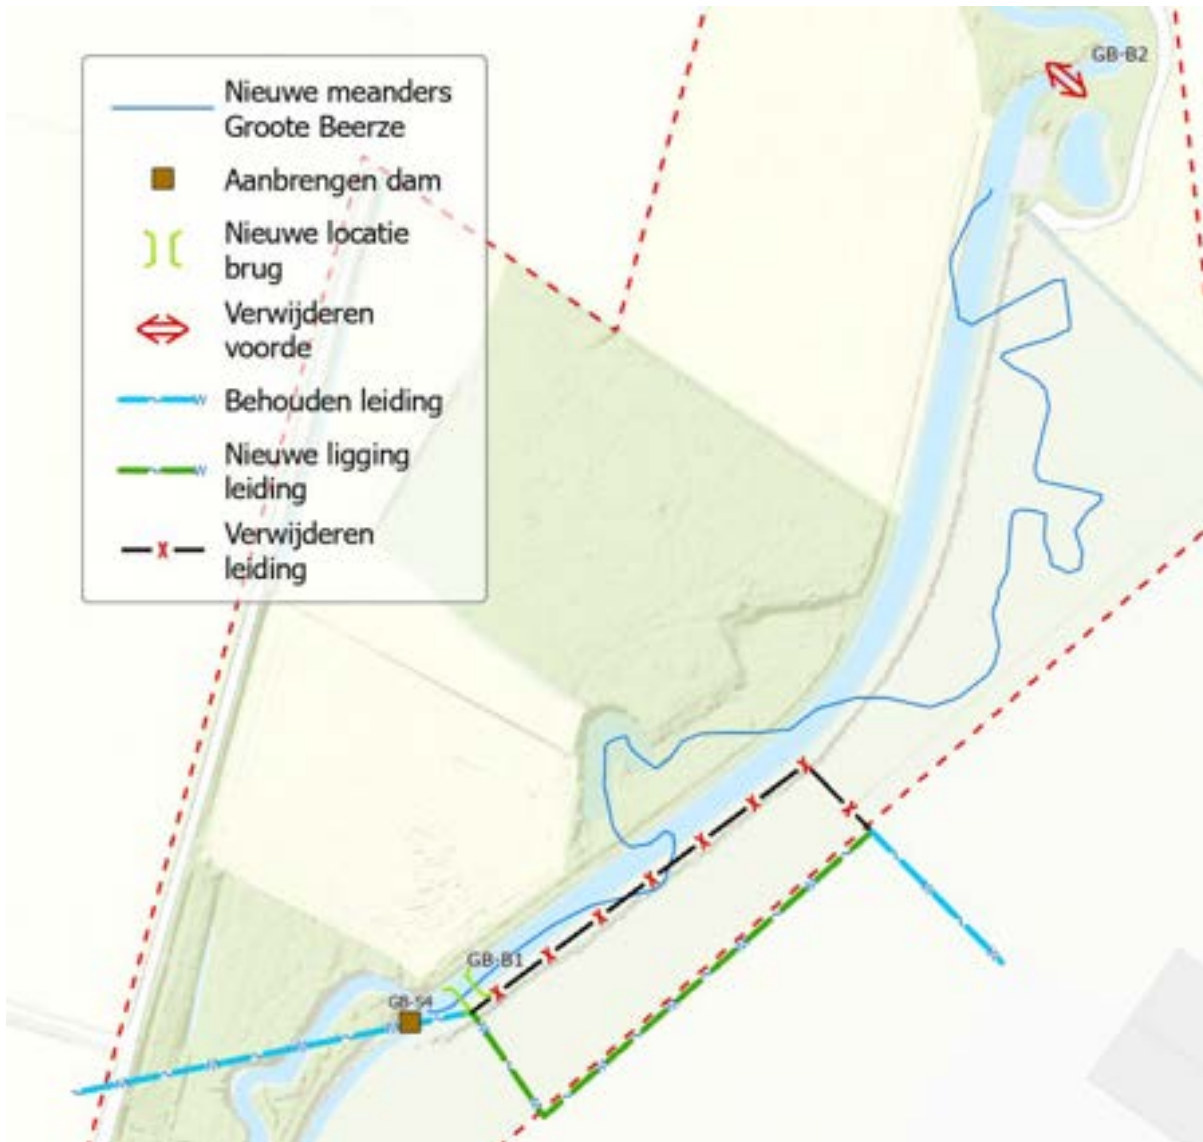 Nieuwe meanders
Groote Beerze
Aanbrengen dam
Nieuwe locatie
brug
Verwijderen
voorde
Behouden leiding
Nieuwe ligging
leiding
Verwijderen
leiding
GB-B2
GB-B1
GB-S4